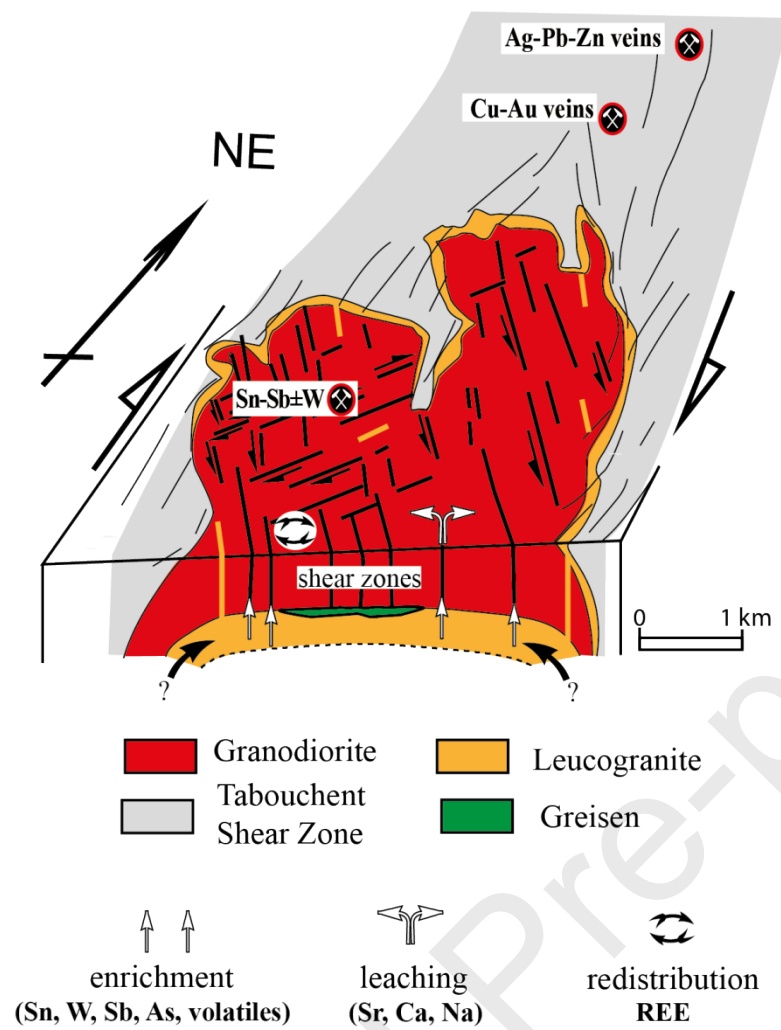 Ag-Pb-Zn veins
Cu-Au veins
NE
Sn-Sb±W
shear zones
0 1 km
? ?
Granodiorite
Leucogranite
Tabouchent
Shear Zone
Greisen
enrichment
(Sn, W, Sb, As, volatiles)
leaching
(Sr, Ca, Na)
redistribution
REE
Pre-p